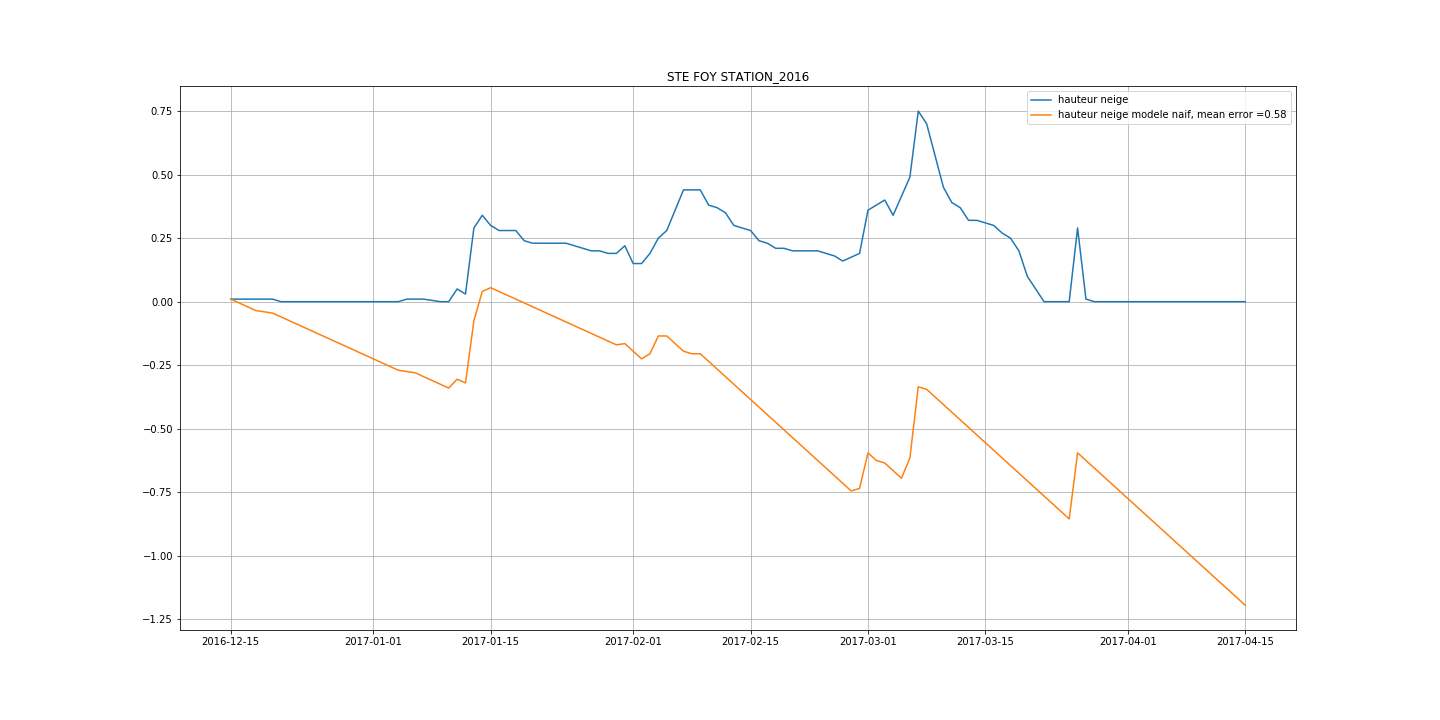 STE FOY STATION_2016
hauteur neige
hauteur neige modele naif, mean error =0.58
0.75
0.50
0.25
0.00
−0.25
−0.50
−0.75
−1.00
−1.25
2016-12-15 2017-01-01 2017-01-15 2017-02-01 2017-02-15 2017-03-01 2017-03-15 2017-04-01 2017-04-15